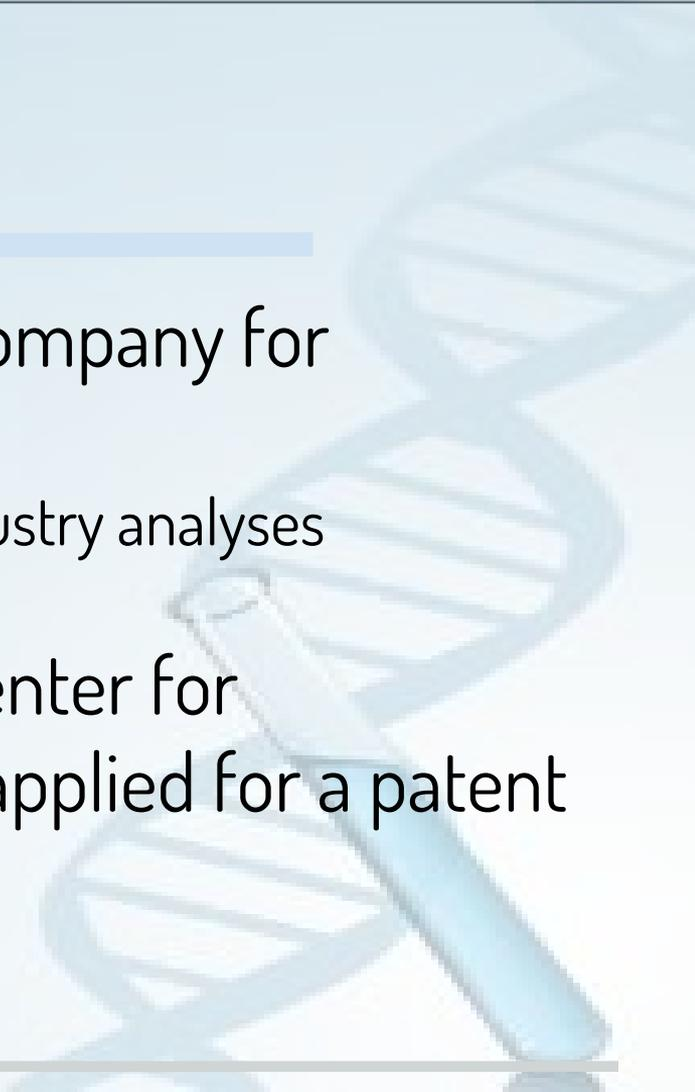 ompany for
ustry analyses
enter for
applied for a patent